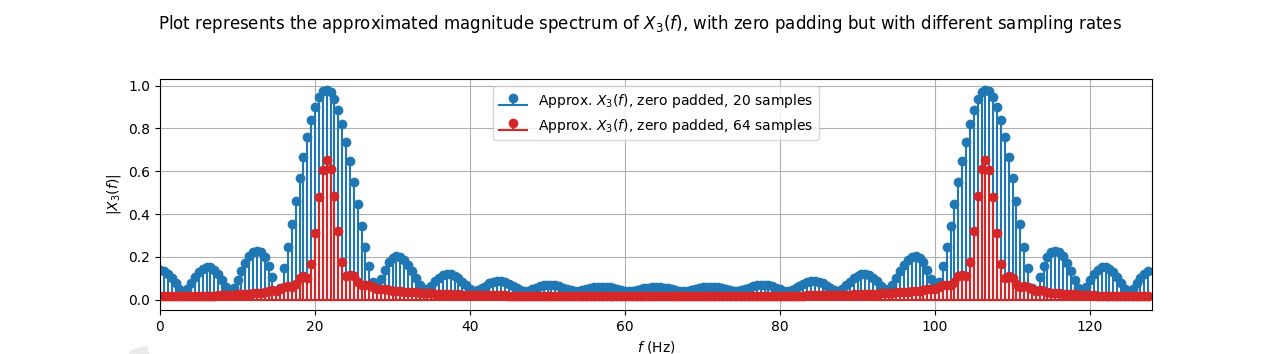 Plot represents the approximated magnitude spectrum of X₃(f), with zero padding but with different sampling rates
1.0
0.8
0.6
0.4
0.2
0.0
|X₃(f)|
Approx. X₃(f), zero padded, 20 samples
Approx. X₃(f), zero padded, 64 samples
0 20 40 60 80 100 120
f (Hz)